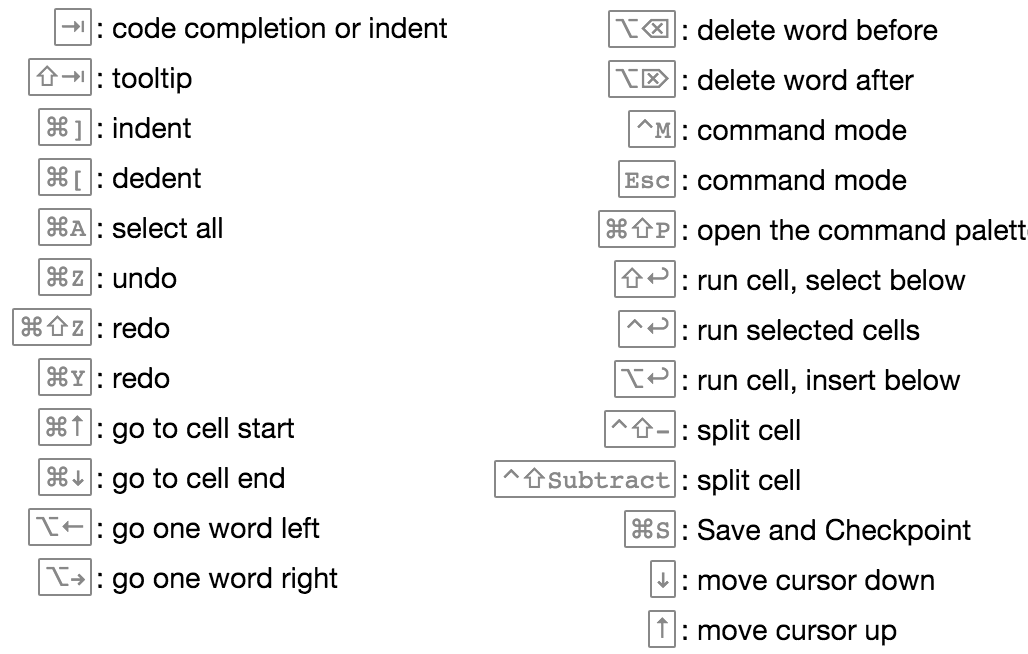 ⇥ : code completion or indent
⇧⇥ : tooltip
⌘] : indent
⌘[ : dedent
⌘A : select all
⌘Z : undo
⌘⇧Z : redo
⌘Y : redo
⌘↑ : go to cell start
⌘↓ : go to cell end
⌥← : go one word left
⌥→ : go one word right
⌥⌫ : delete word before
⌥⌦ : delete word after
^M : command mode
Esc : command mode
⌘⇧P : open the command palett
⇧↩ : run cell, select below
^↩ : run selected cells
⌥↩ : run cell, insert below
^⇧- : split cell
^⇧Subtract : split cell
⌘S : Save and Checkpoint
↓ : move cursor down
↑ : move cursor up